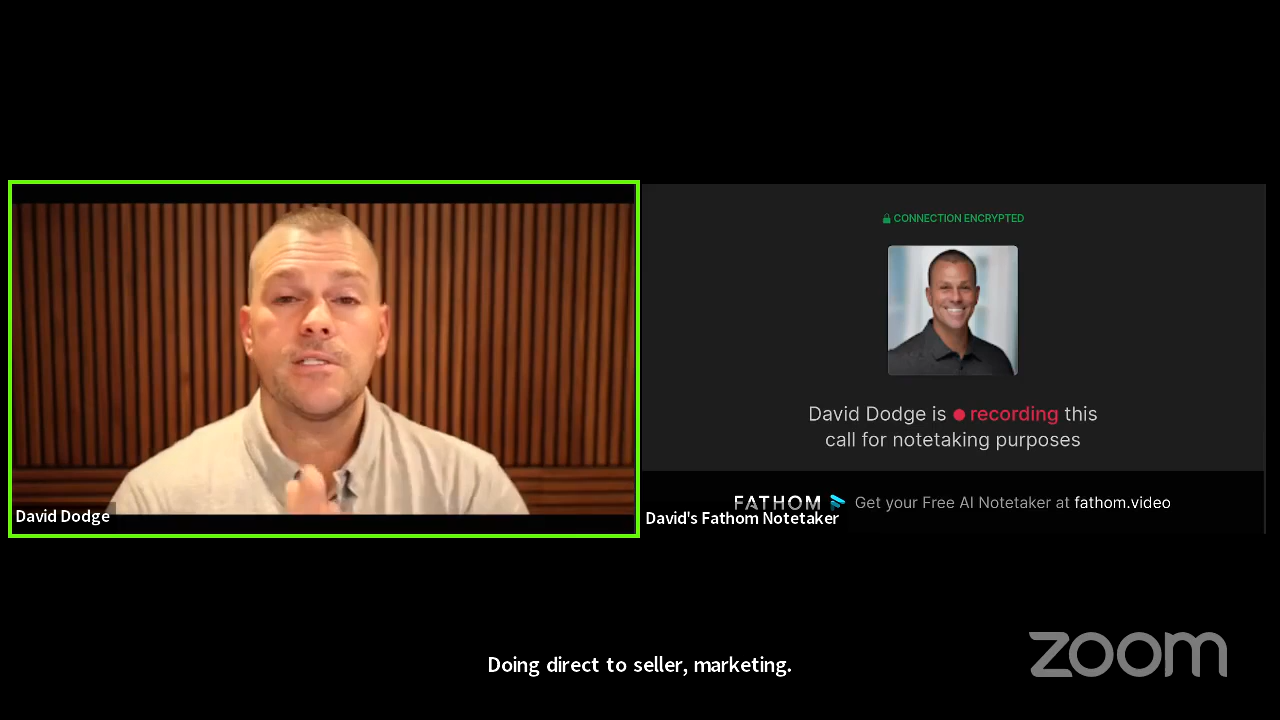 David Dodge
CONNECTION ENCRYPTED
David Dodge is recording this
call for notetaking purposes
FATHOM Get your Free AI Notetaker at fathom.video
David's Fathom Notetaker
Doing direct to seller, marketing.
zoom